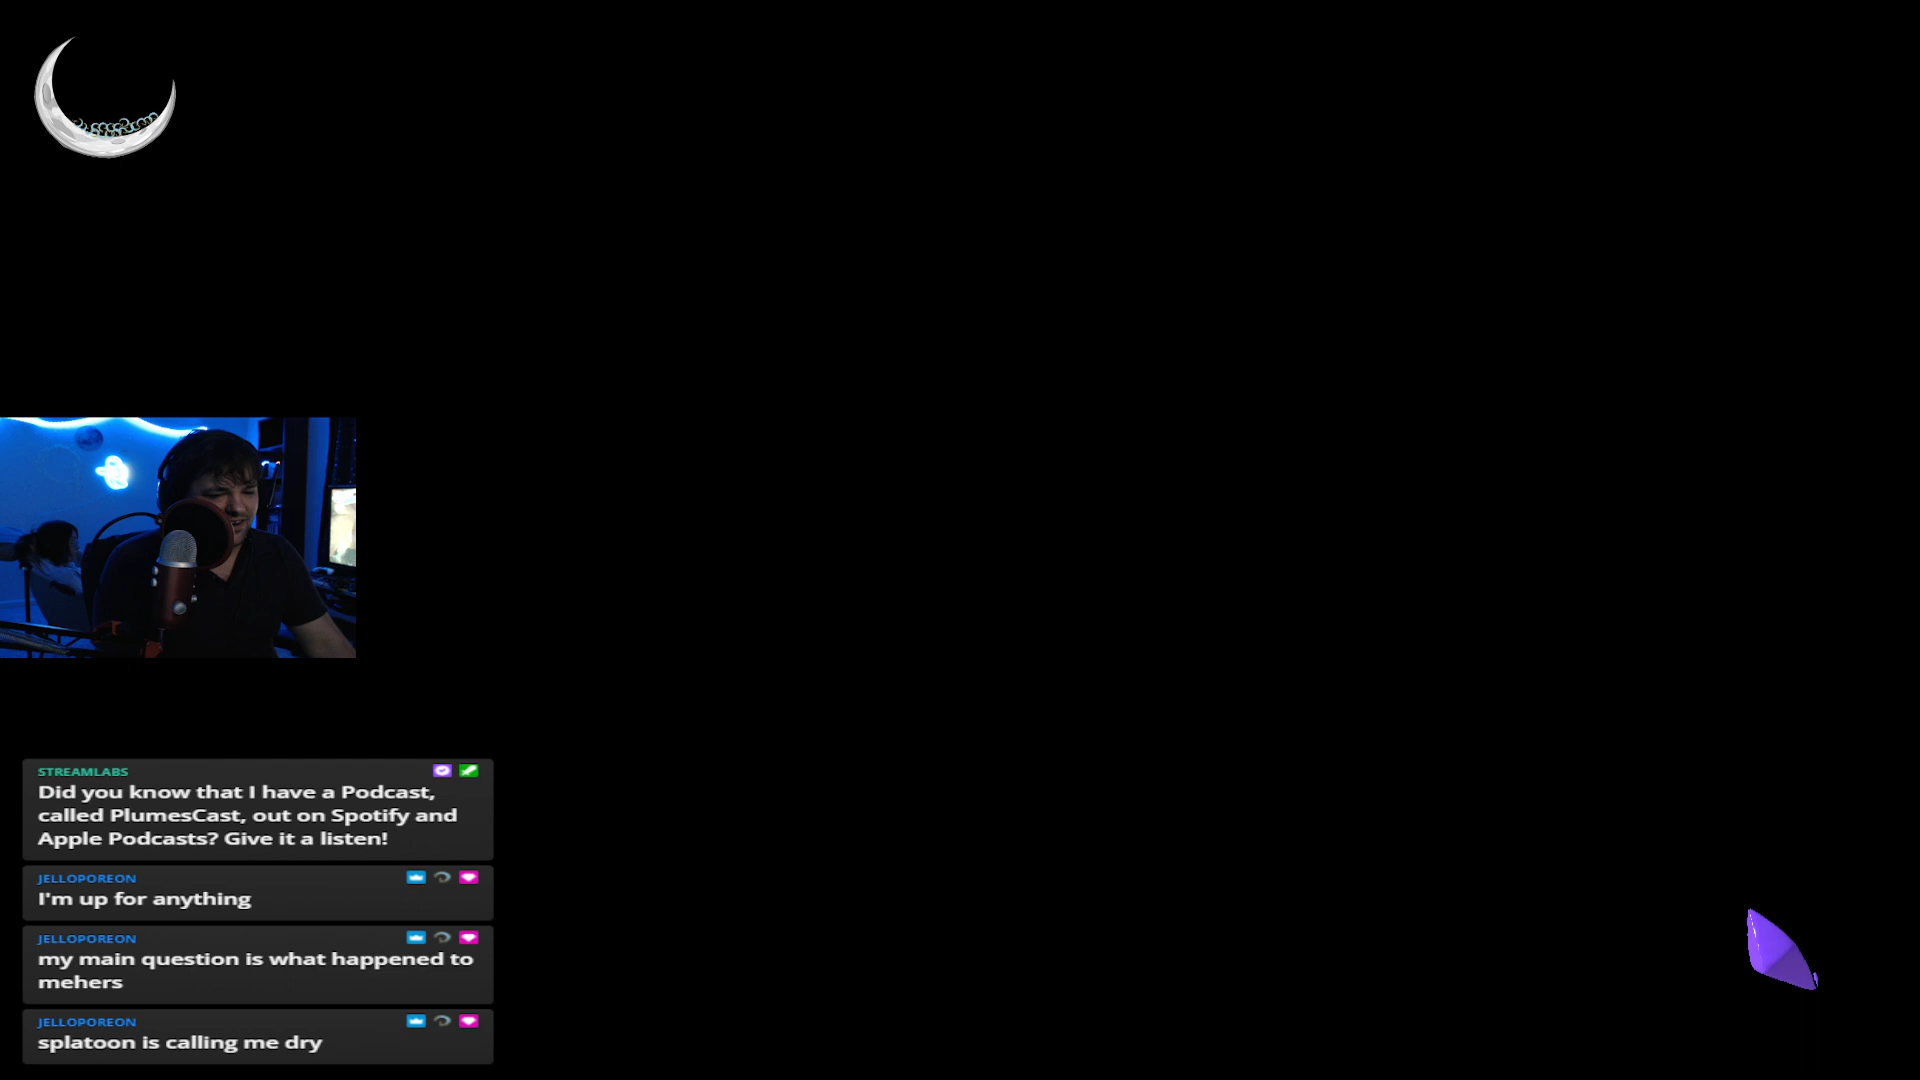 STREAMLABS
Did you know that I have a Podcast,
called PlumesCast, out on Spotify and
Apple Podcasts? Give it a listen!
JELLOPOREON
I'm up for anything
JELLOPOREON
my main question is what happened to
mehers
JELLOPOREON
splatoon is calling me dry